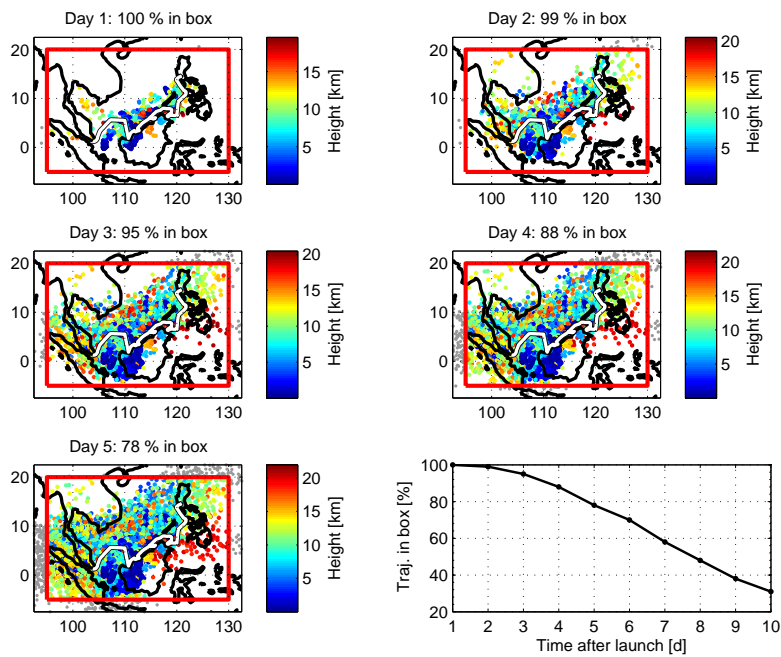 Day 1: 100 % in box
20
10
0
100 110 120 130
15
10
5
Height [km]
Day 2: 99 % in box
20
10
0
100 110 120 130
20
15
10
5
Height [km]
Day 3: 95 % in box
20
10
0
100 110 120 130
20
15
10
5
Height [km]
Day 4: 88 % in box
20
10
0
100 110 120 130
20
15
10
5
Height [km]
Day 5: 78 % in box
20
10
0
100 110 120 130
20
15
10
5
Height [km]
100
80
60
40
20
Traj. in box [%]
1 2 3 4 5 6 7 8 9 10
Time after launch [d]